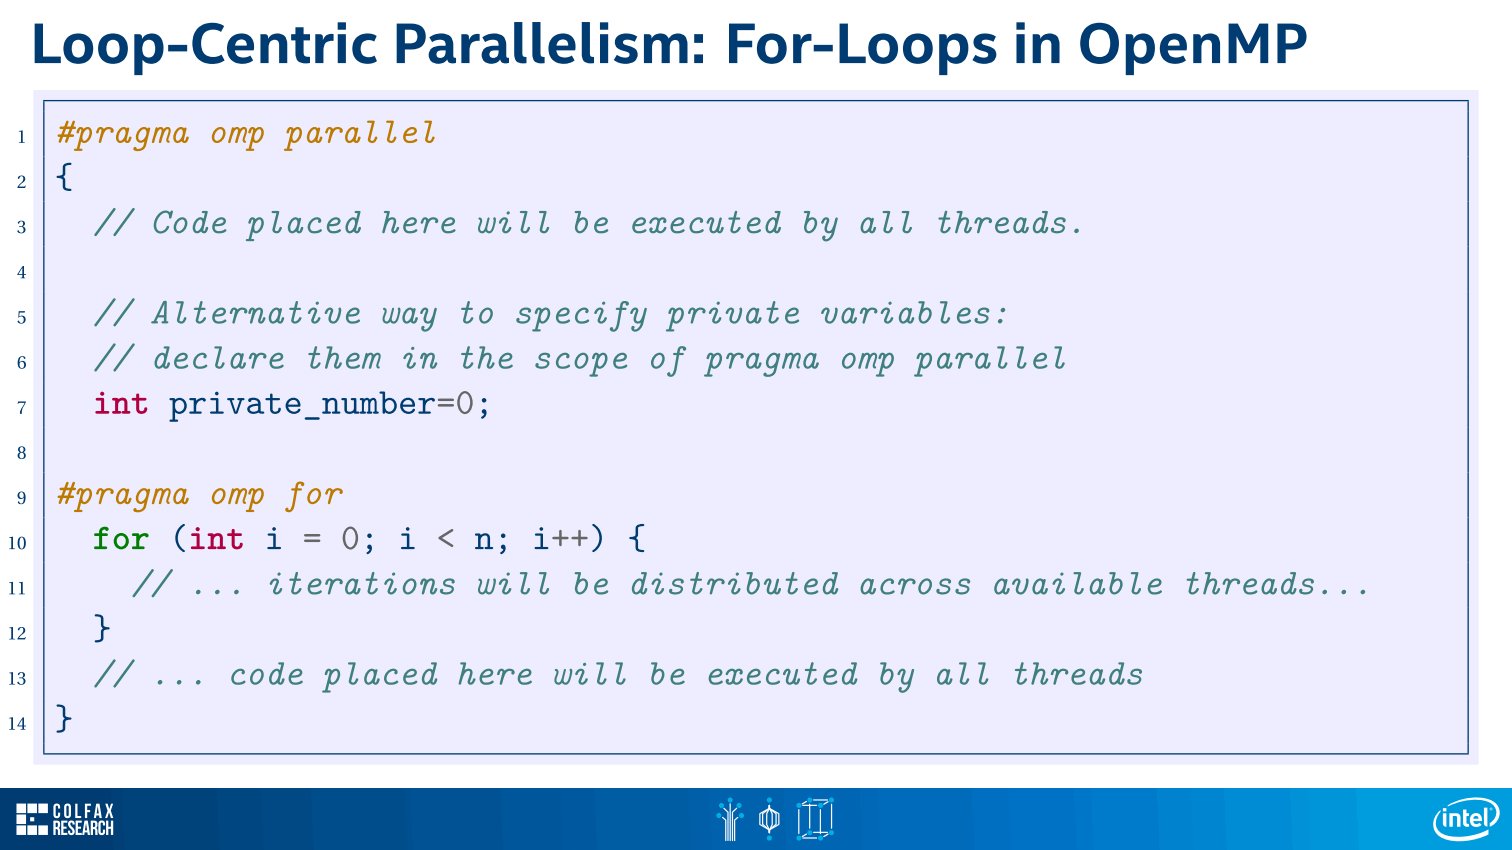 Loop-Centric Parallelism: For-Loops in OpenMP
1 #pragma omp parallel
2 {
3 // Code placed here will be executed by all threads.
4
5 // Alternative way to specify private variables:
6 // declare them in the scope of pragma omp parallel
7 int private_number=0;
8
9 #pragma omp for
10 for (int i = 0; i < n; i++) {
11 // ... iterations will be distributed across available threads...
12 }
13 // ... code placed here will be executed by all threads
14 }
COLFAX
RESEARCH
intel